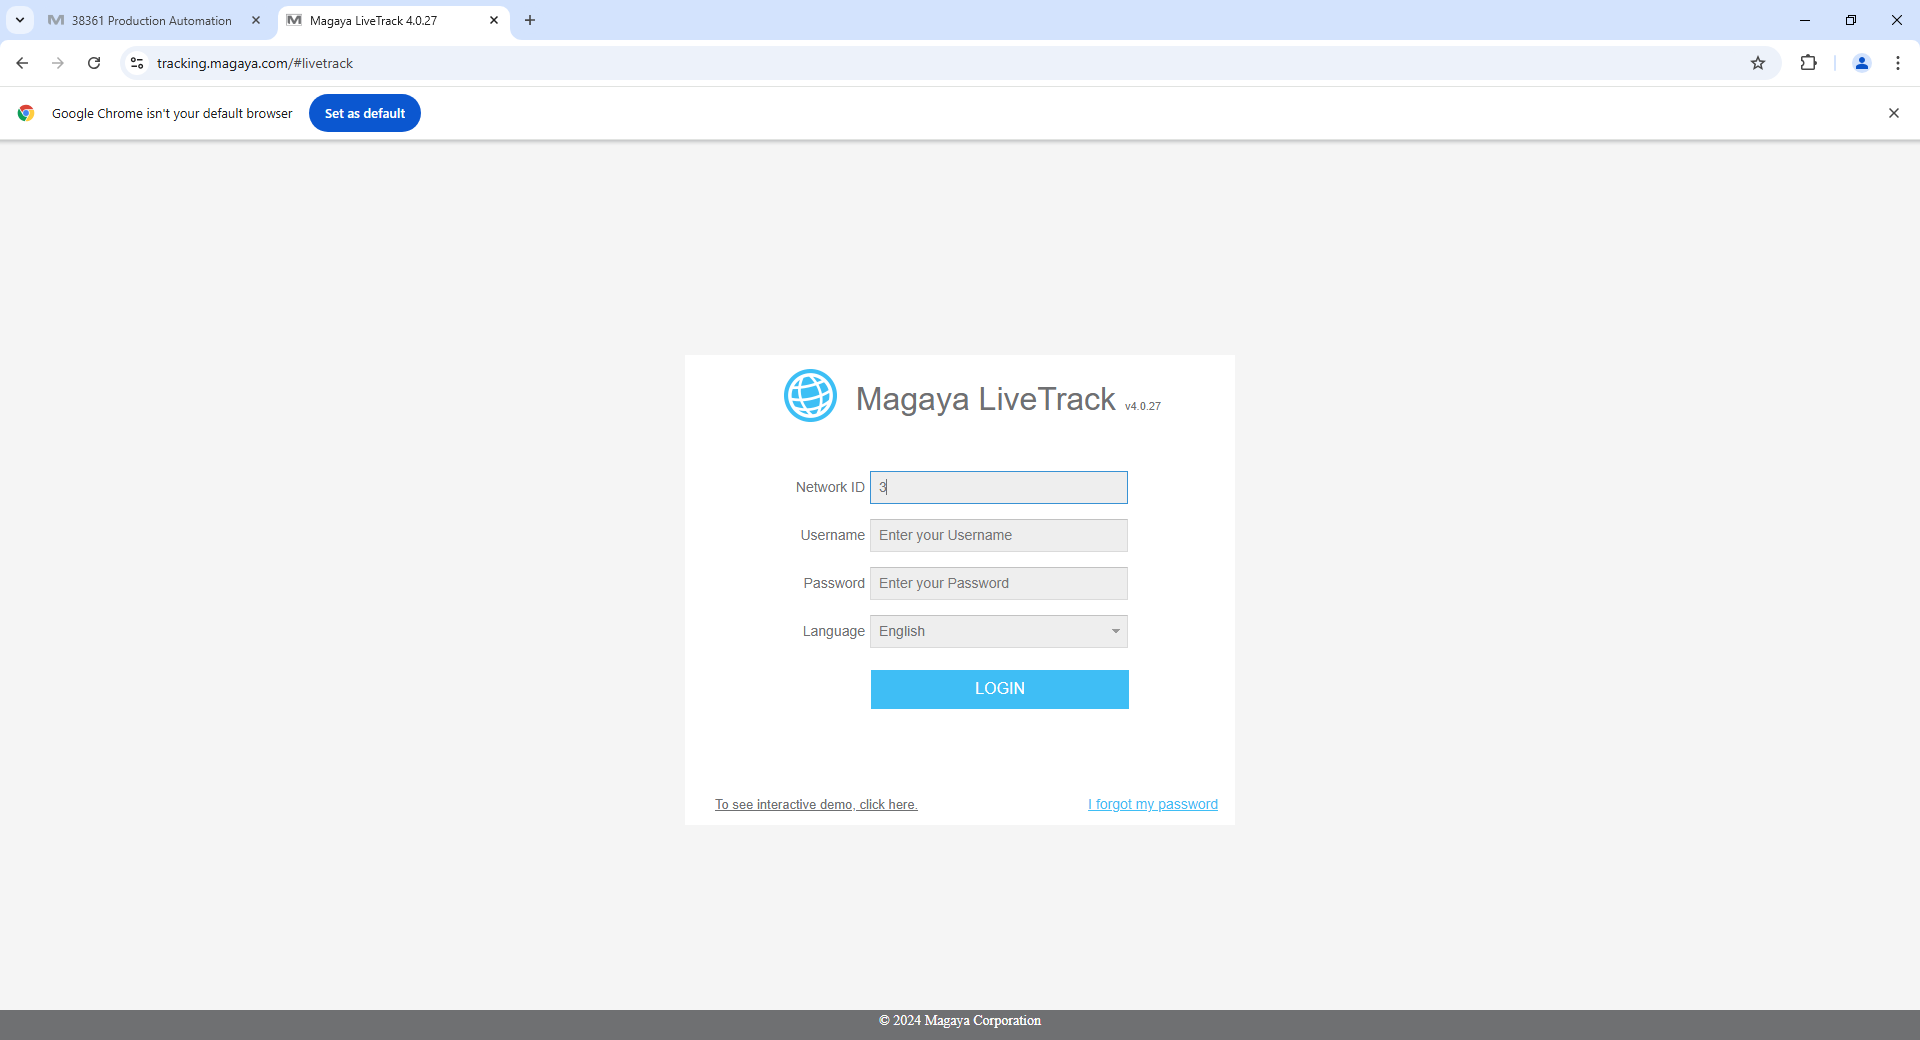 38361 Production Automation
Magaya LiveTrack 4.0.27
tracking.magaya.com/#livetrack
Google Chrome isn't your default browser
Set as default
Magaya LiveTrack v4.0.27
Network ID 3
Username Enter your Username
Password Enter your Password
Language English
LOGIN
To see interactive demo, click here.
I forgot my password
© 2024 Magaya Corporation